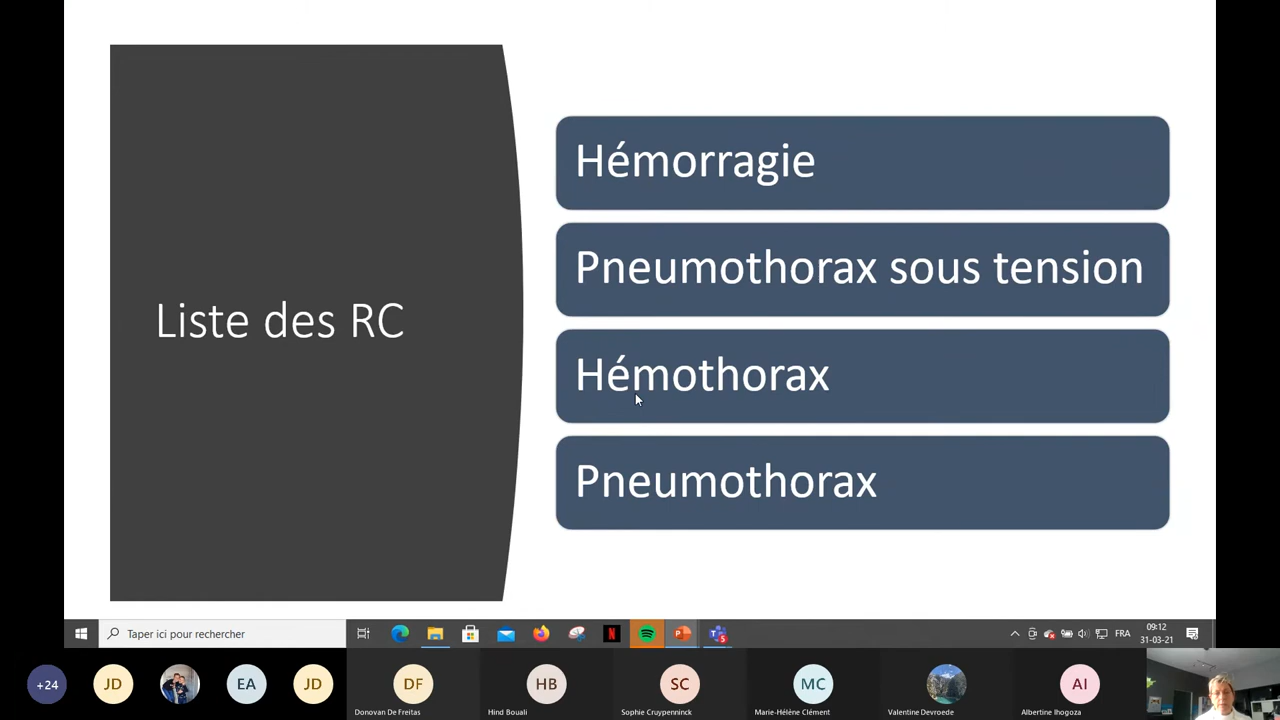 Hémorragie
Pneumothorax sous tension
Liste des RC
Hémothorax
Pneumothorax
Taper ici pour rechercher
N
5
FRA
09:12
31-03-21
+24
JD
EA
JD
DF
HB
SC
MC
AI
Donovan De Freitas
Hind Bouali
Sophie Cruypenninck
Marie-Hélène Clément
Valentine Devroede
Albertine Ihogoza